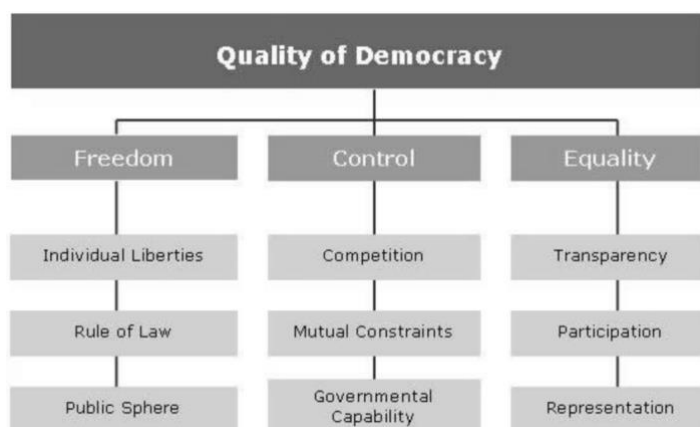 Quality of Democracy
Freedom
Control
Equality
Individual Liberties
Competition
Transparency
Rule of Law
Mutual Constraints
Participation
Public Sphere
Governmental
Capability
Representation